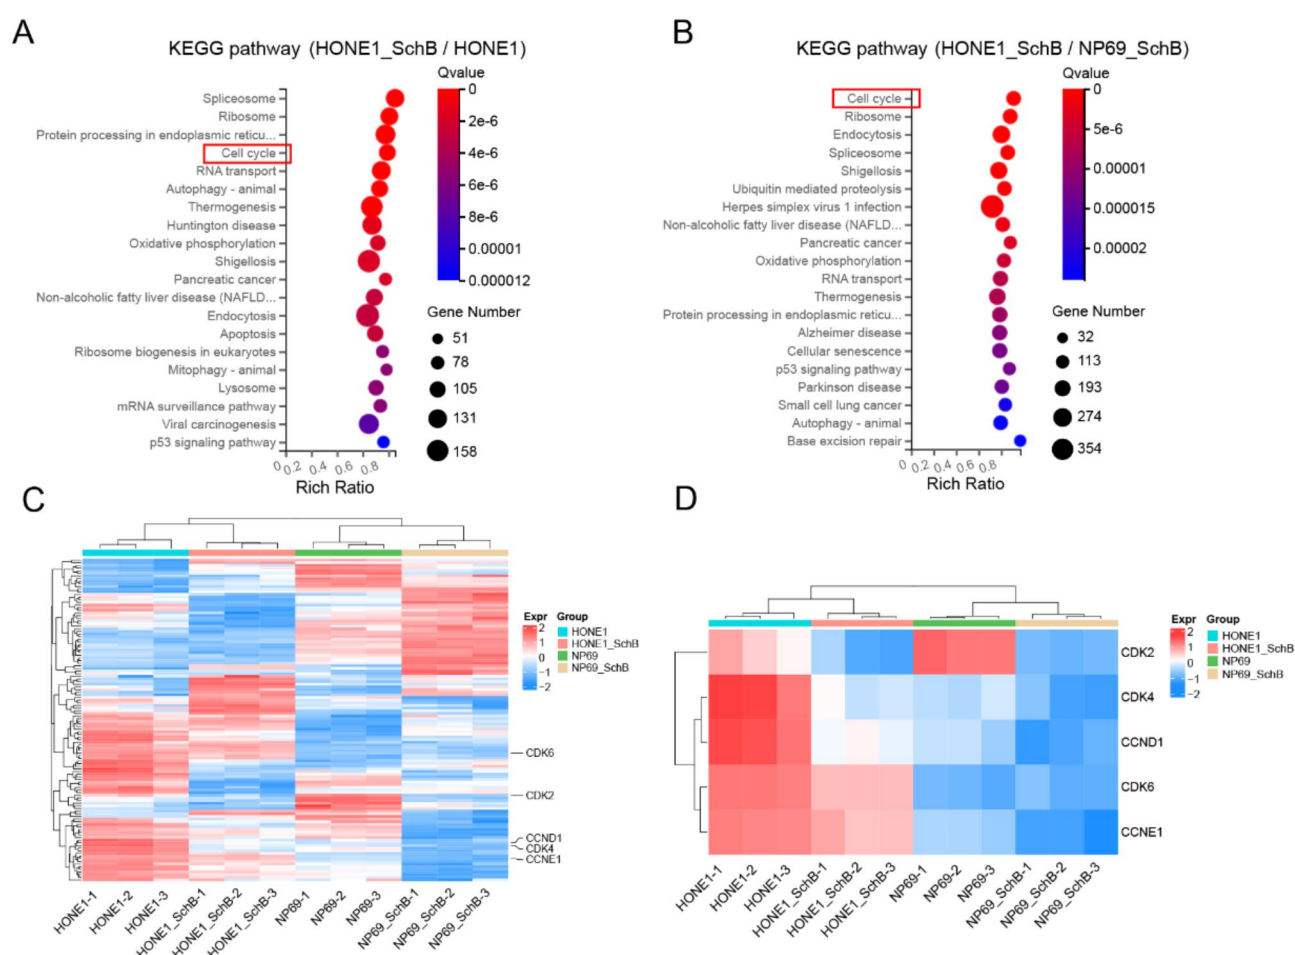 A
KEGG pathway (HONE1_SchB / HONE1)
Qvalue
Spliceosome
Ribosome
Protein processing in endoplasmic reticu...
Cell cycle
RNA transport
Autophagy - animal
Thermogenesis
Huntington disease
Oxidative phosphorylation
Shigellosis
Pancreatic cancer
Non-alcoholic fatty liver disease (NAFLD...
Endocytosis
Apoptosis
Ribosome biogenesis in eukaryotes
Mitophagy - animal
Lysosome
mRNA surveillance pathway
Viral carcinogenesis
p53 signaling pathway
0
2e-6
4e-6
6e-6
8e-6
0.00001
0.000012
Gene Number
51
78
105
131
158
0 0.2 0.4 0.6 0.8
Rich Ratio
B
KEGG pathway (HONE1_SchB / NP69_SchB)
Qvalue
Cell cycle
Ribosome
Endocytosis
Spliceosome
Shigellosis
Ubiquitin mediated proteolysis
Herpes simplex virus 1 infection
Non-alcoholic fatty liver disease (NAFLD...
Pancreatic cancer
Oxidative phosphorylation
RNA transport
Thermogenesis
Protein processing in endoplasmic reticu...
Alzheimer disease
Cellular senescence
p53 signaling pathway
Parkinson disease
Small cell lung cancer
Autophagy - animal
Base excision repair
0
5e-6
0.00001
0.000015
0.00002
Gene Number
32
113
193
274
354
0 0.2 0.4 0.6 0.8
Rich Ratio
C
Expr Group
2
1
0
-1
-2
HONE1
HONE1_SchB
NP69
NP69_SchB
CDK6
CDK2
CCND1
CDK4
CCNE1
HONE1-1
HONE1-2
HONE1-3
HONE1_SchB-1
HONE1_SchB-2
HONE1_SchB-3
NP69-1
NP69-2
NP69-3
NP69_SchB-1
NP69_SchB-2
NP69_SchB-3
D
Expr Group
2
1
0
-1
-2
HONE1
HONE1_SchB
NP69
NP69_SchB
CDK2
CDK4
CCND1
CDK6
CCNE1
HONE1-1
HONE1-2
HONE1-3
HONE1_SchB-1
HONE1_SchB-2
HONE1_SchB-3
NP69-1
NP69-2
NP69-3
NP69_SchB-1
NP69_SchB-2
NP69_SchB-3